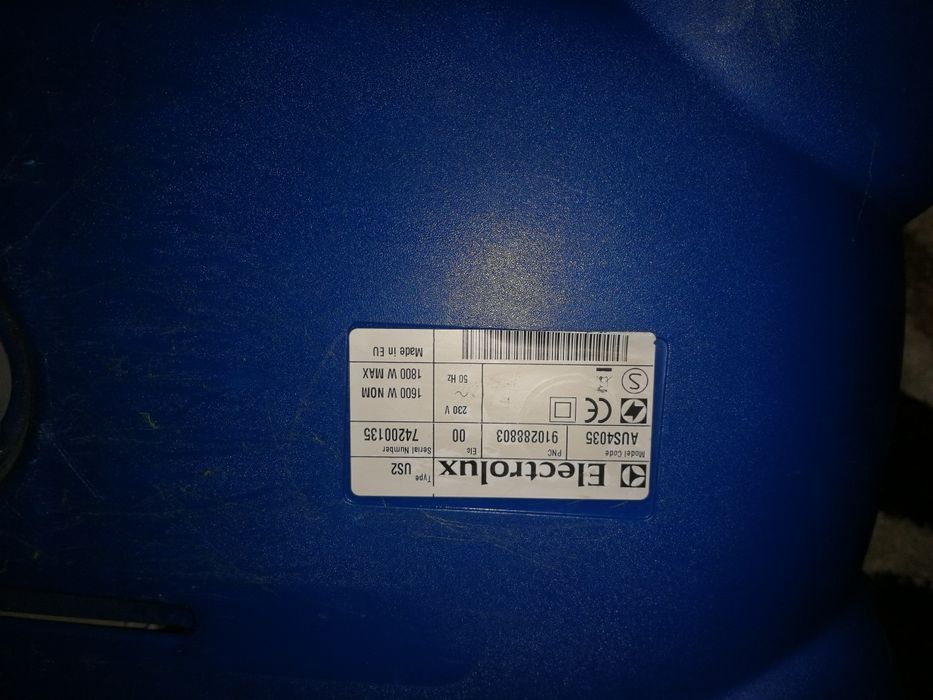 Electrolux
Type
US2
Model Code
AUS4035
PNC
910288803
Elc
00
Serial Number
74200135
230 V
~
50 Hz
1600 W NOM
1800 W MAX
CE
S
Made in EU